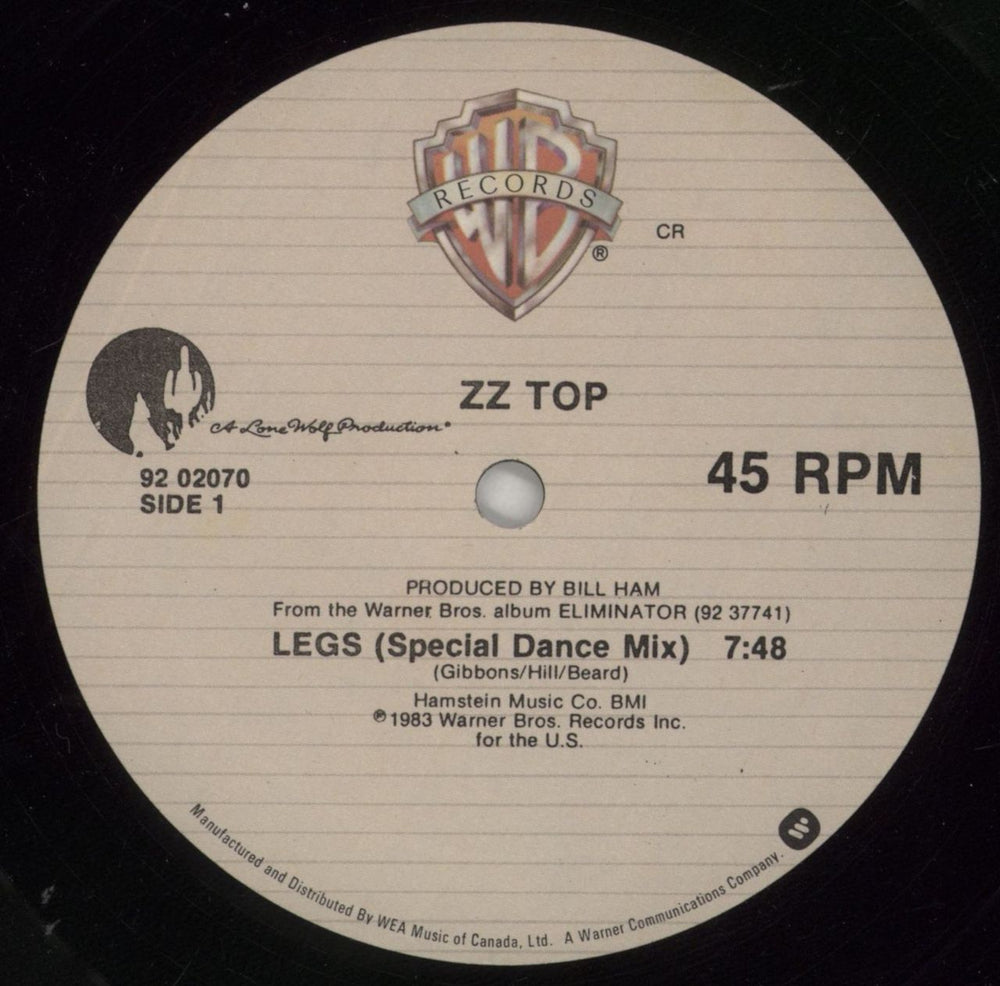 WB
RECORDS
®
CR
ZZ TOP
A Lone Wolf Production
92 02070
SIDE 1
45 RPM
PRODUCED BY BILL HAM
From the Warner Bros. album ELIMINATOR (92 37741)
LEGS (Special Dance Mix) 7:48
(Gibbons/Hill/Beard)
Hamstein Music Co. BMI
℗1983 Warner Bros. Records Inc.
for the U.S.
Manufactured and Distributed By WEA Music of Canada, Ltd. A Warner Communications Company.